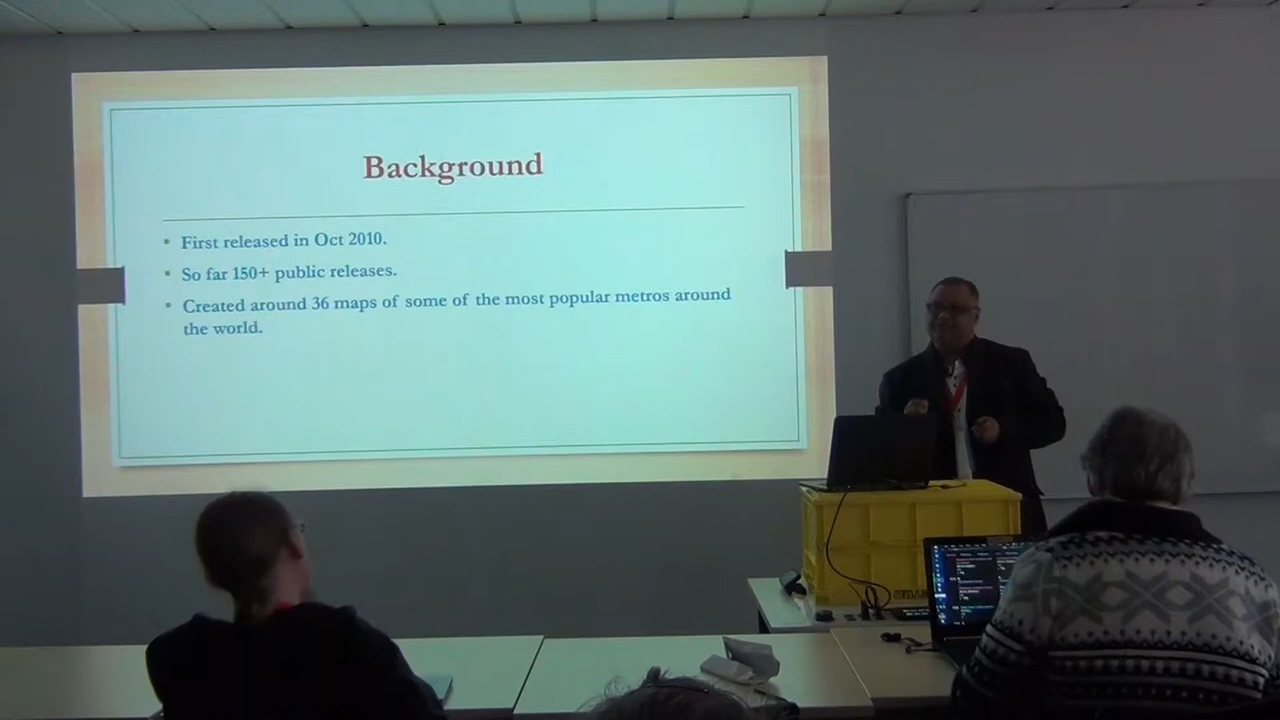 Background
• First released in Oct 2010.
• So far 150+ public releases.
• Created around 36 maps of some of the most popular metros around
the world.